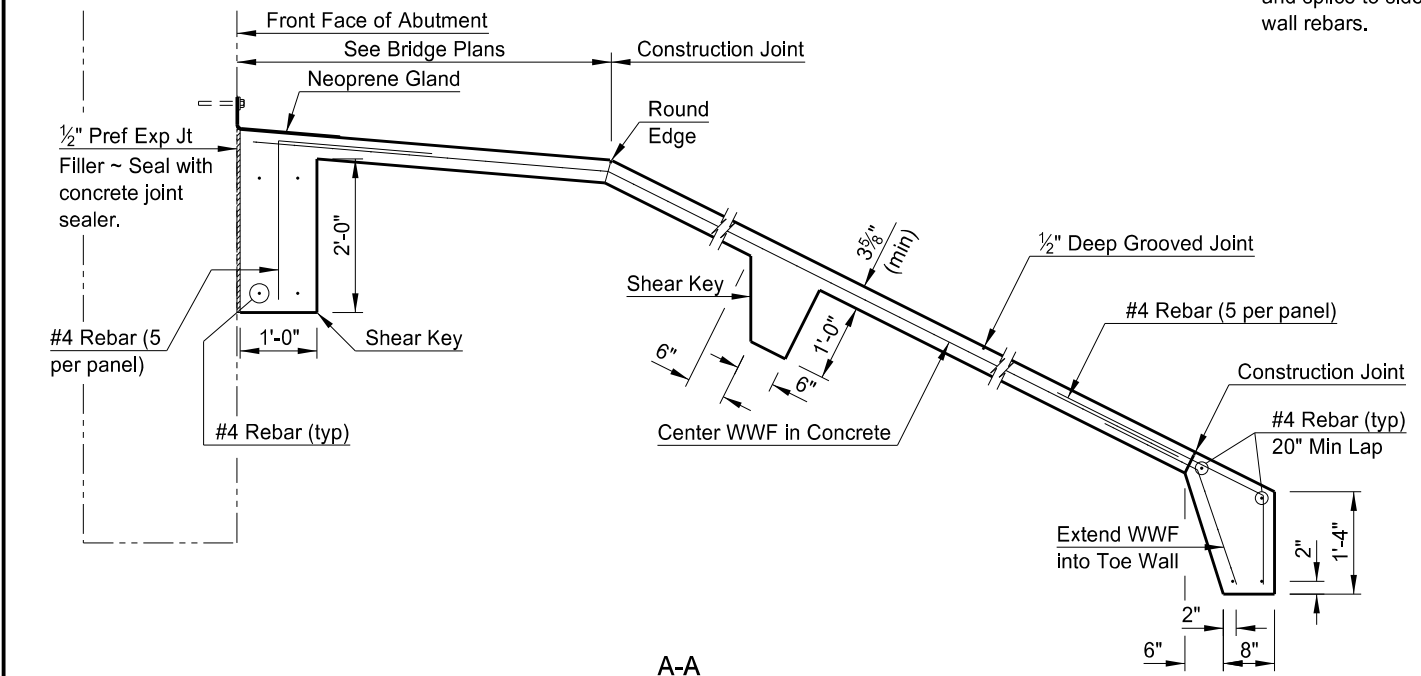 and splice to side
wall rebars.
Front Face of Abutment
See Bridge Plans
Construction Joint
Neoprene Gland
Round
Edge
½" Pref Exp Jt
Filler ~ Seal with
concrete joint
sealer.
2'-0"
3⅝"
(min)
½" Deep Grooved Joint
Shear Key
#4 Rebar (5 per panel)
#4 Rebar (5
per panel)
1'-0"
Shear Key
1'-0"
6"
6"
Construction Joint
#4 Rebar (typ)
Center WWF in Concrete
#4 Rebar (typ)
20" Min Lap
Extend WWF
into Toe Wall
2"
1'-4"
2"
6"
8"
A-A